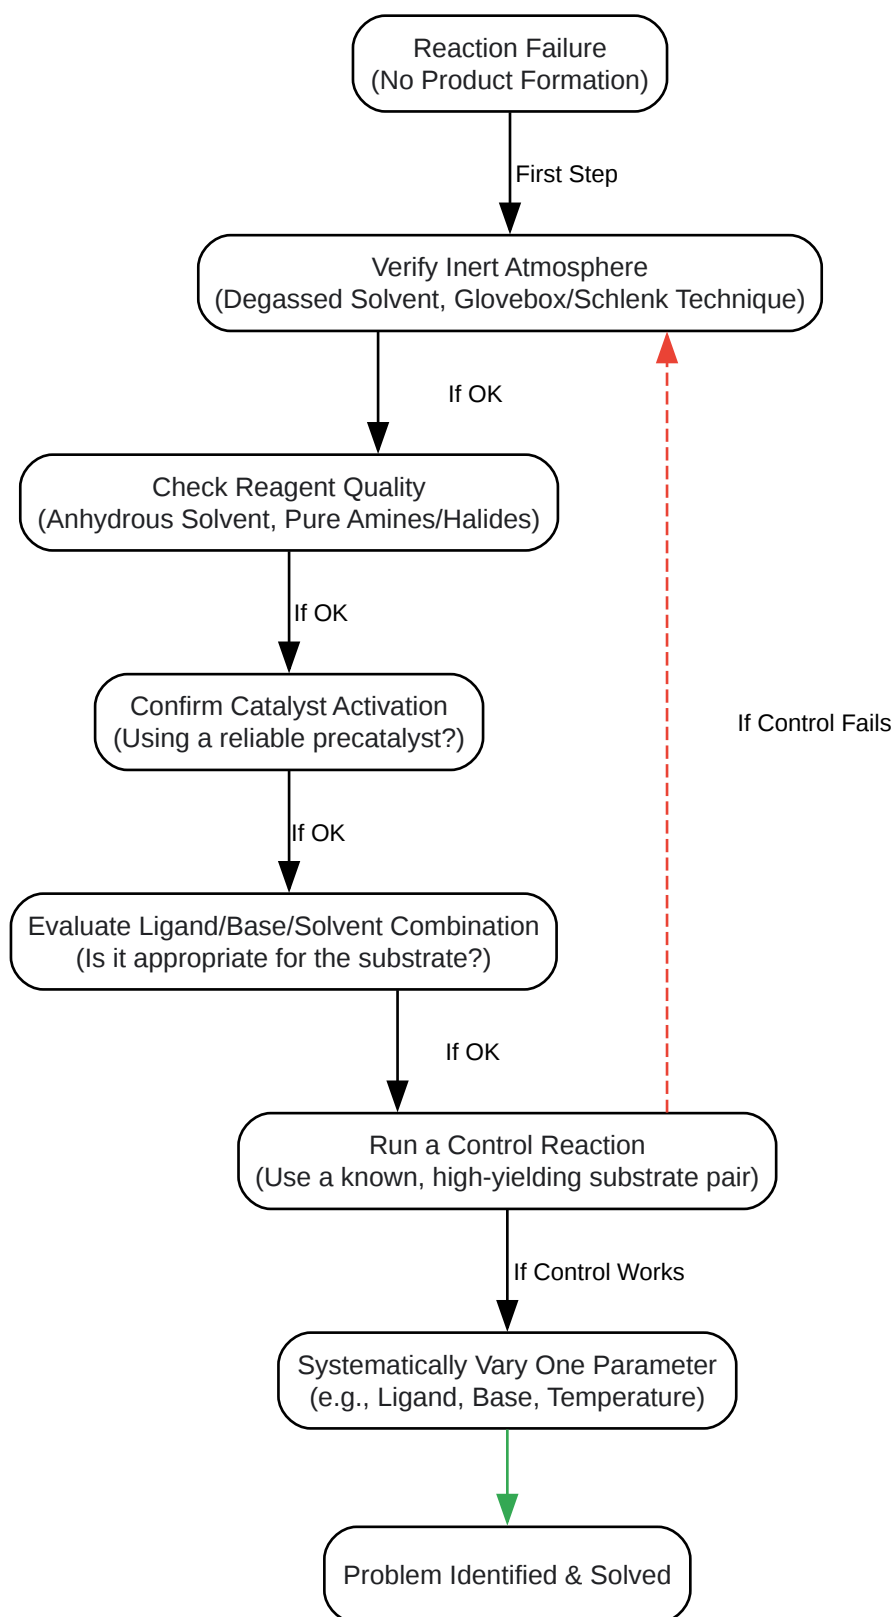 Reaction Failure
(No Product Formation)
First Step
Verify Inert Atmosphere
(Degassed Solvent, Glovebox/Schlenk Technique)
If OK
Check Reagent Quality
(Anhydrous Solvent, Pure Amines/Halides)
If OK
Confirm Catalyst Activation
(Using a reliable precatalyst?)
If Control Fails
If OK
Evaluate Ligand/Base/Solvent Combination
(Is it appropriate for the substrate?)
If OK
Run a Control Reaction
(Use a known, high-yielding substrate pair)
If Control Works
Systematically Vary One Parameter
(e.g., Ligand, Base, Temperature)
Problem Identified & Solved